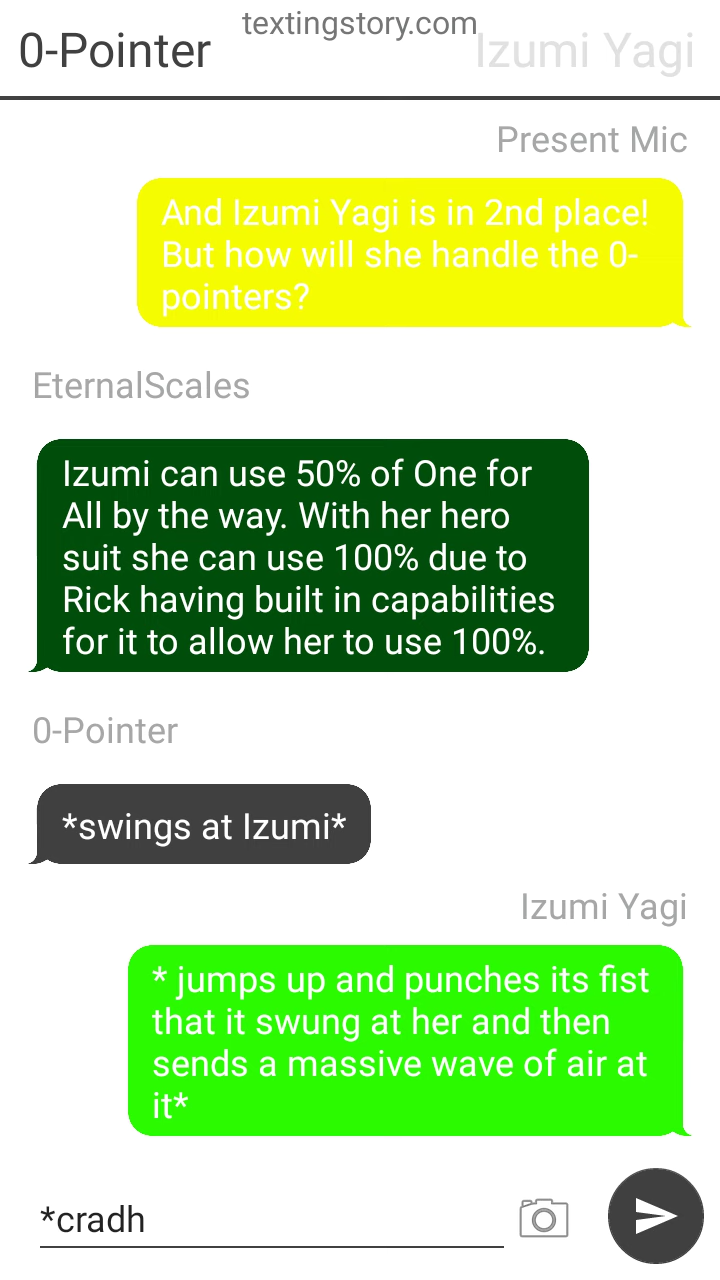 textingstory.com
0-Pointer
Izumi Yagi
Present Mic
And Izumi Yagi is in 2nd place!
But how will she handle the 0-
pointers?
EternalScales
Izumi can use 50% of One for
All by the way. With her hero
suit she can use 100% due to
Rick having built in capabilities
for it to allow her to use 100%.
0-Pointer
*swings at Izumi*
Izumi Yagi
* jumps up and punches its fist
that it swung at her and then
sends a massive wave of air at
it*
*cradh